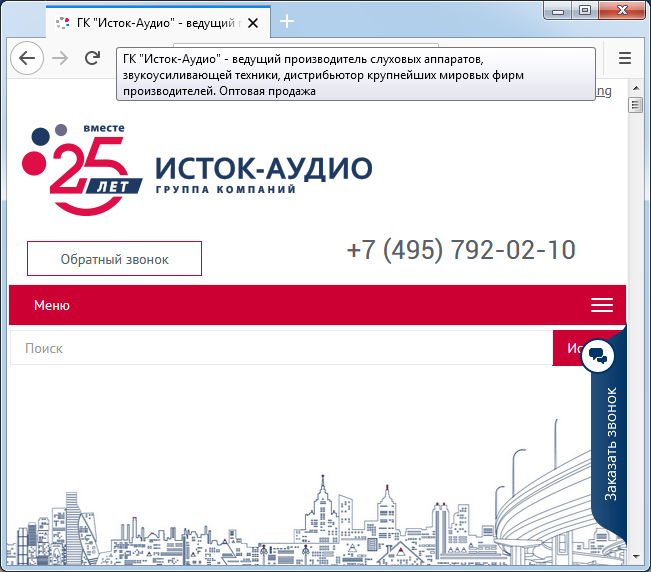 ГК "Исток-Аудио" - ведущий
ГК "Исток-Аудио" - ведущий производитель слуховых аппаратов,
звукоусиливающей техники, дистрибьютор крупнейших мировых фирм
производителей. Оптовая продажа
вместе
25
ЛЕТ
ИСТОК-АУДИО
ГРУППА КОМПАНИЙ
Обратный звонок
+7 (495) 792-02-10
Меню
Поиск
Заказать звонок